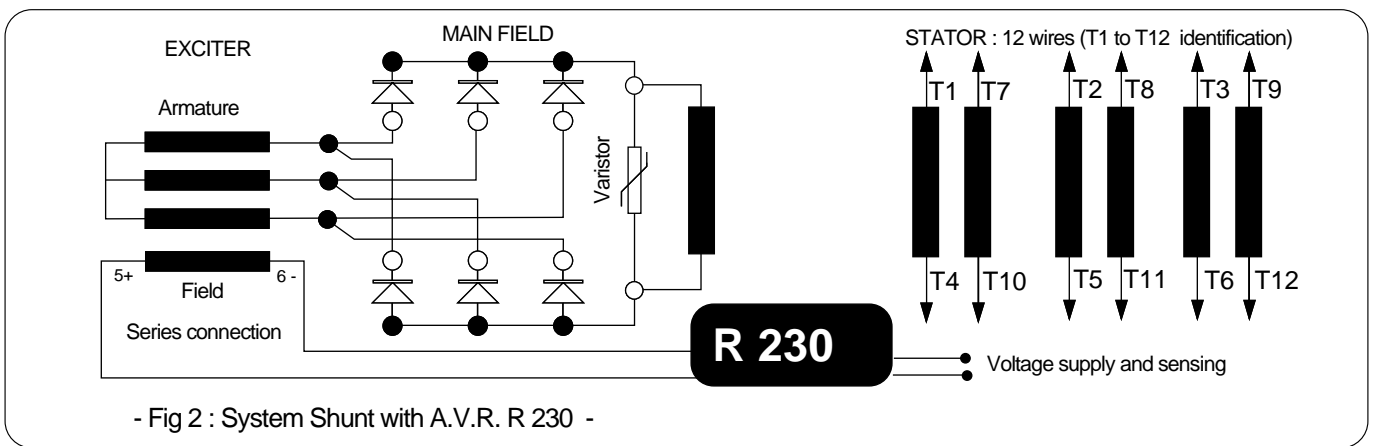 EXCITER
MAIN FIELD
STATOR : 12 wires (T1 to T12 identification)
Armature
T1 T7 T2 T8 T3 T9
Varistor
T4 T10 T5 T11 T6 T12
5+ 6 -
Field
Series connection
R 230
Voltage supply and sensing
- Fig 2 : System Shunt with A.V.R. R 230 -